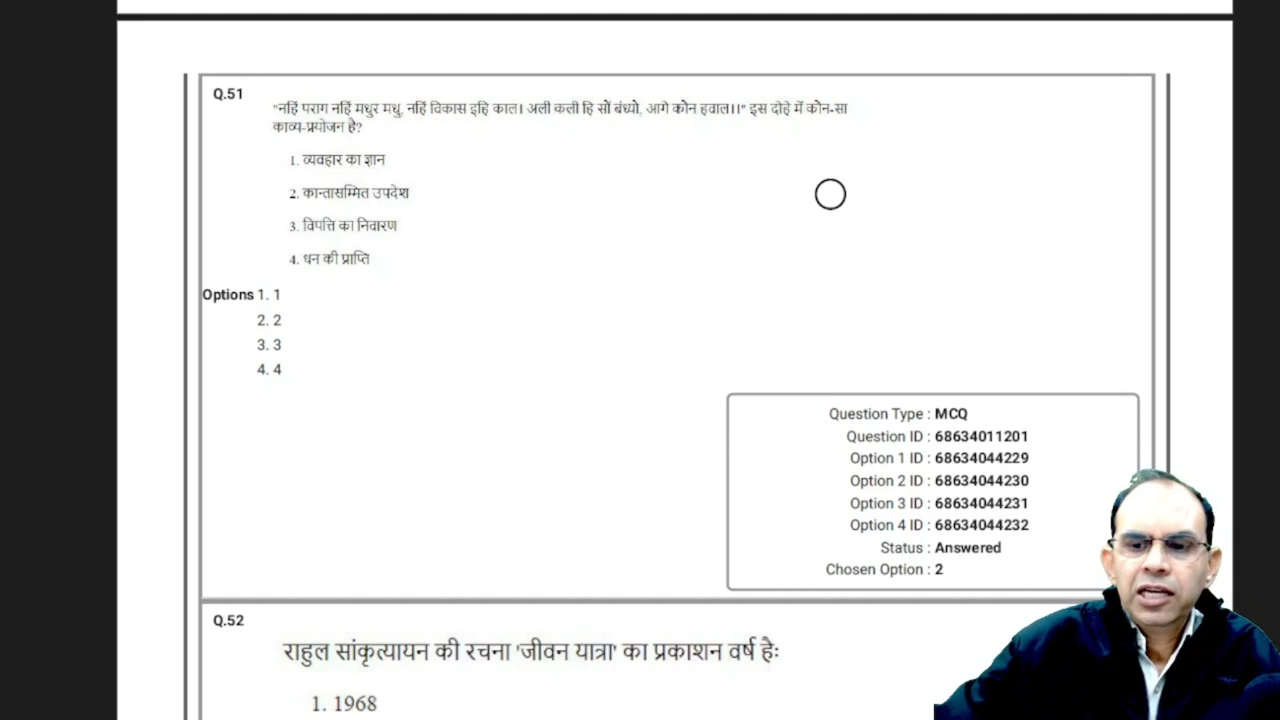 Q.51
"नहिं पराग नहिं मधुर मधु, नहिं विकास इहि काल। अली कली हि सों बंध्यो, आगे कोन हवाल।।" इस दोहे में कोन-सा
काव्य-प्रयोजन है?
1. व्यवहार का ज्ञान
2. कान्तासम्मित उपदेश
3. विपत्ति का निवारण
4. धन की प्राप्ति
Options 1. 1
2. 2
3. 3
4. 4
Question Type : MCQ
Question ID : 68634011201
Option 1 ID : 68634044229
Option 2 ID : 68634044230
Option 3 ID : 68634044231
Option 4 ID : 68634044232
Status : Answered
Chosen Option : 2
Q.52
राहुल सांकृत्यायन की रचना 'जीवन यात्रा' का प्रकाशन वर्ष हैः
1. 1968